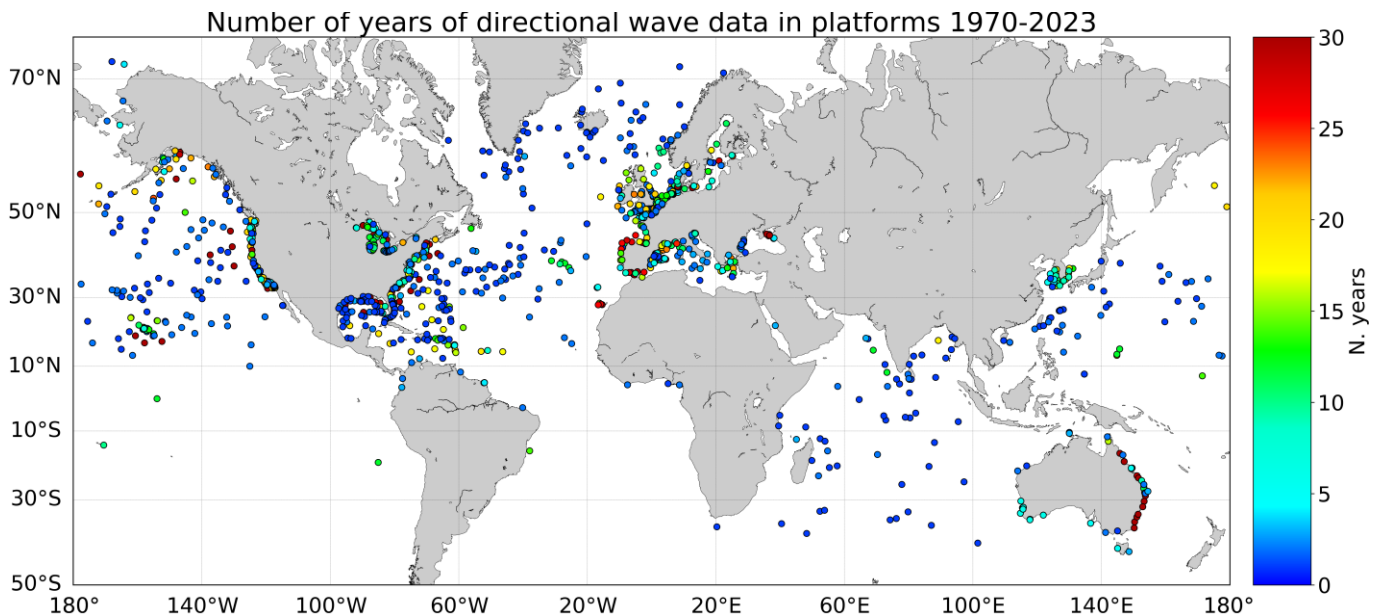 Number of years of directional wave data in platforms 1970-2023
70°N
50°N
30°N
10°N
10°S
30°S
50°S
180°
140°W
100°W
60°W
20°W
20°E
60°E
100°E
140°E
180°
30
25
20
15
10
5
0
N. years